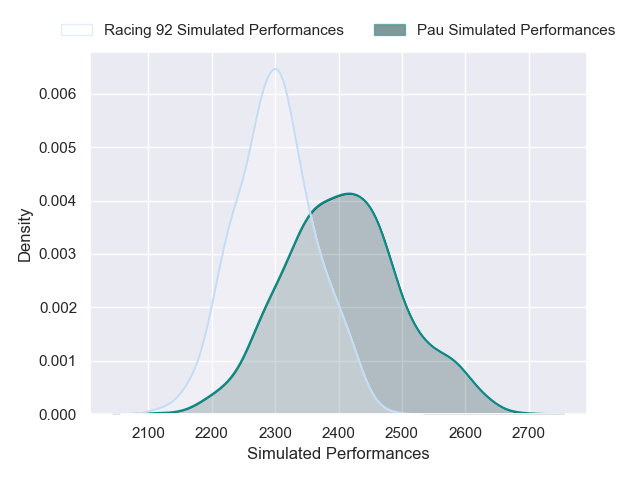 Racing 92 Simulated Performances
Pau Simulated Performances
0.006
0.005
0.004
0.003
0.002
0.001
0.000
Density
2100 2200 2300 2400 2500 2600 2700
Simulated Performances